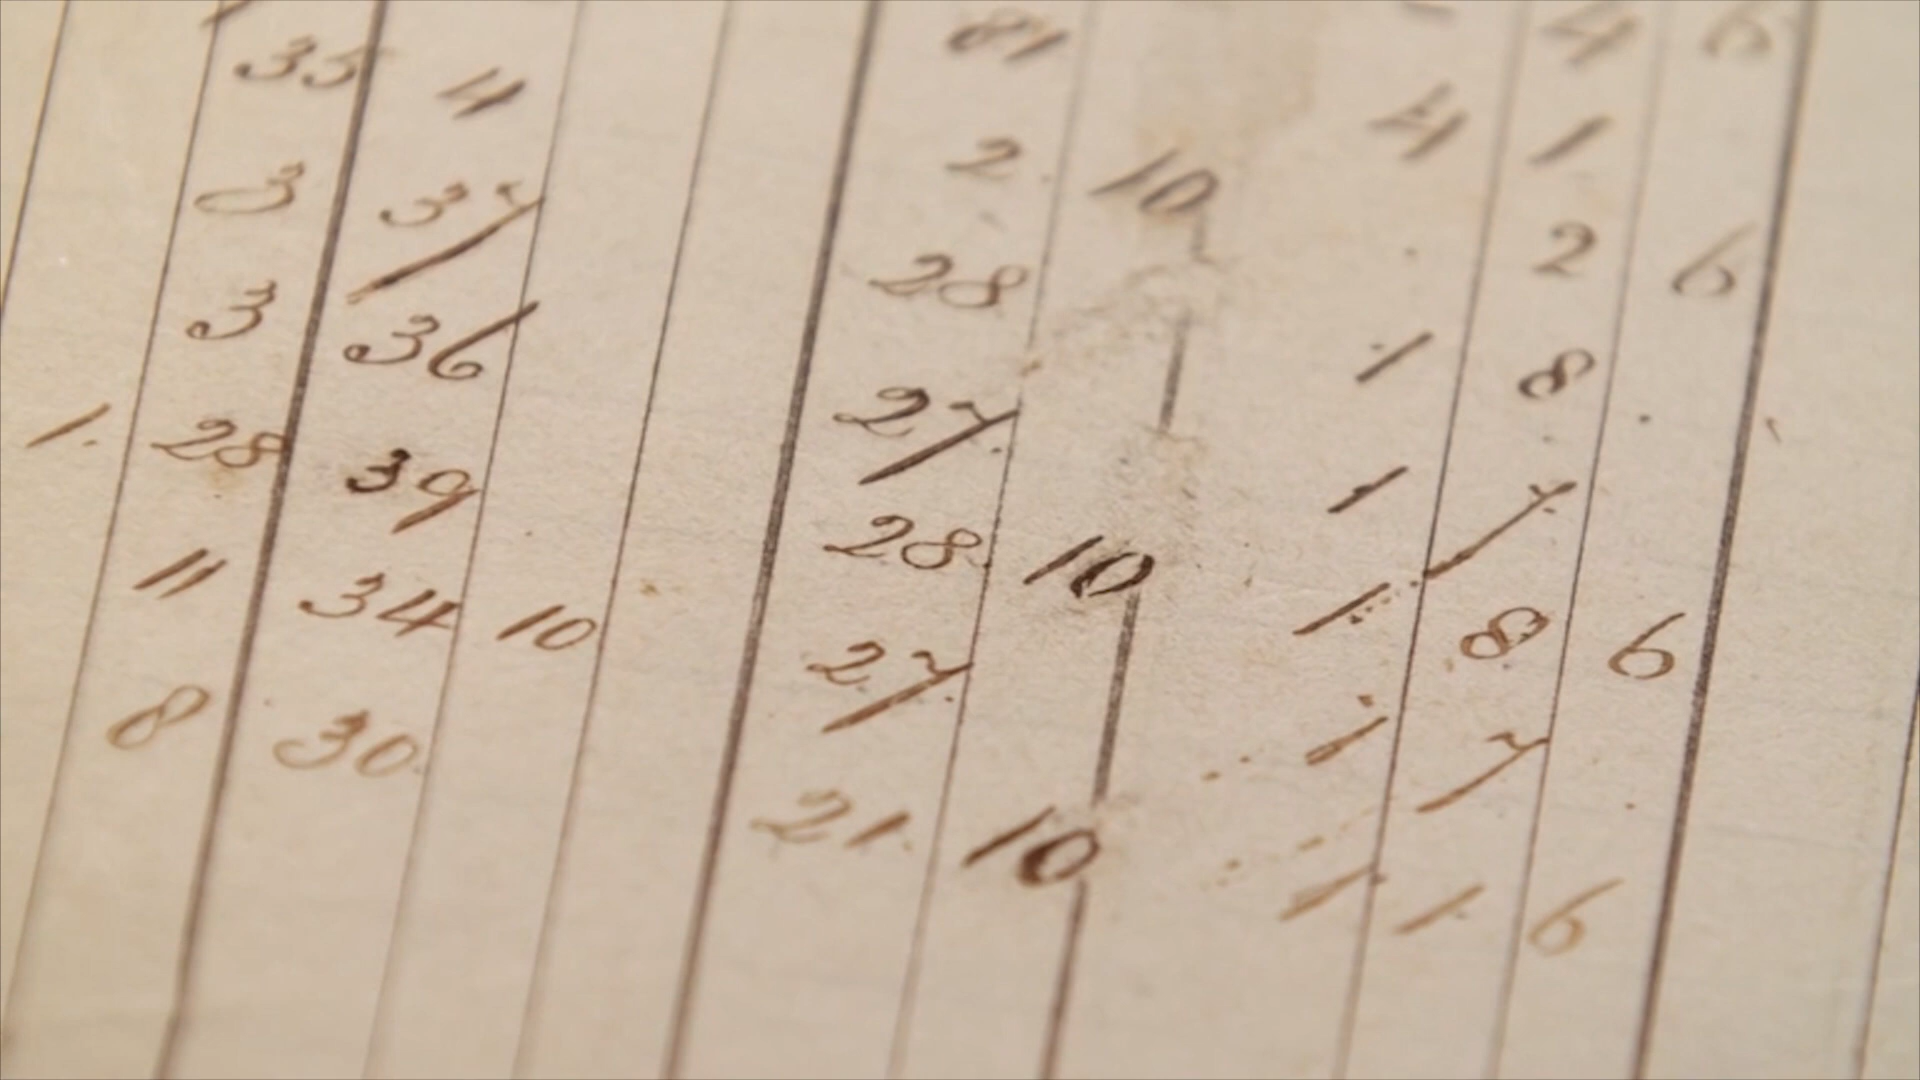 4 6
81 4 1
35 11 2 10 2 6
3 37 28 1 8
3 36 27 1 7
1. 28 39 28 10 1 8 6
11 34 10 27 1 7
8 30 21 10 1 1 6